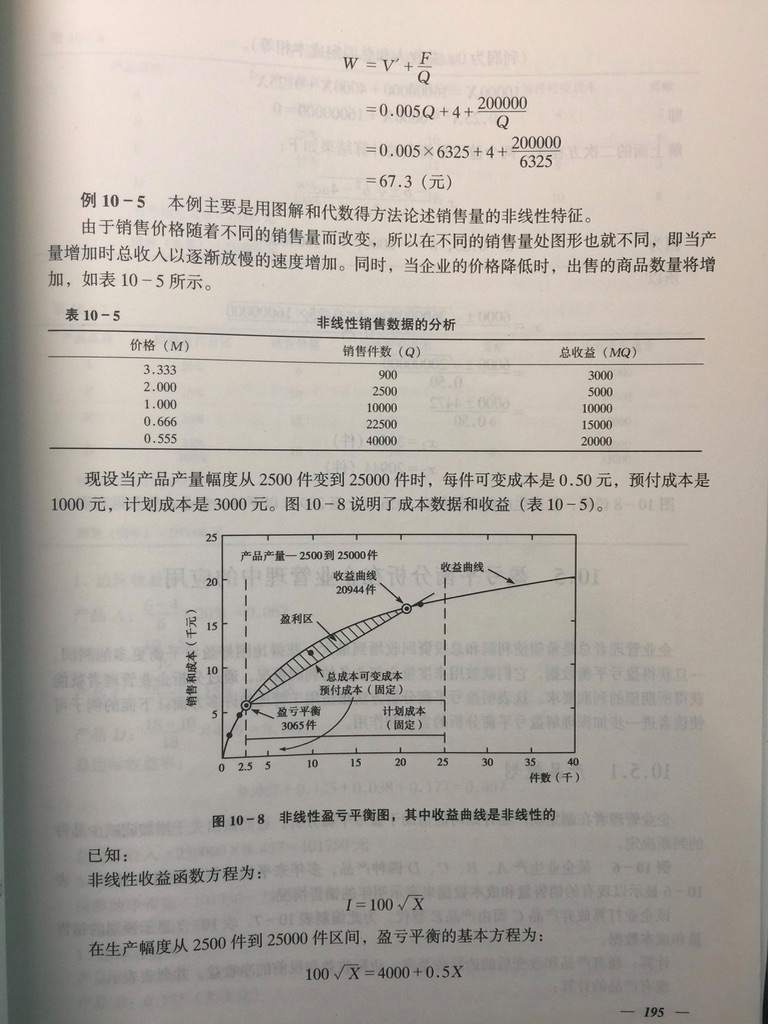 W = V′ + F/Q
= 0.005Q + 4 + 200000/Q
= 0.005 × 6325 + 4 + 200000/6325
= 67.3 (元)
例 10-5 本例主要是用图解和代数得方法论述销售量的非线性特征。
由于销售价格随着不同的销售量而改变，所以在不同的销售量处图形也就不同，即当产
量增加时总收入以逐渐放慢的速度增加。同时，当企业的价格降低时，出售的商品数量将增
加，如表 10-5 所示。
表 10-5 非线性销售数据的分析
价格（M） 销售件数（Q） 总收益（MQ）
3.333 900 3000
2.000 2500 5000
1.000 10000 10000
0.666 22500 15000
0.555 40000 20000
现设当产品产量幅度从 2500 件变到 25000 件时，每件可变成本是 0.50 元，预付成本是
1000 元，计划成本是 3000 元。图 10-8 说明了成本数据和收益（表 10-5）。
25
产品产量—2500到25000件
收益曲线
20944件
收益曲线
20
盈利区
15
销售和成本（千元）
10
总成本可变成本
预付成本（固定）
盈亏平衡
3065件
计划成本
（固定）
5
0 2.5 5 10 15 20 25 30 35 40
件数（千）
图 10-8 非线性盈亏平衡图，其中收益曲线是非线性的
已知：
非线性收益函数方程为：
I = 100 √X
在生产幅度从 2500 件到 25000 件区间，盈亏平衡的基本方程为：
100 √X = 4000 + 0.5X
— 195 —